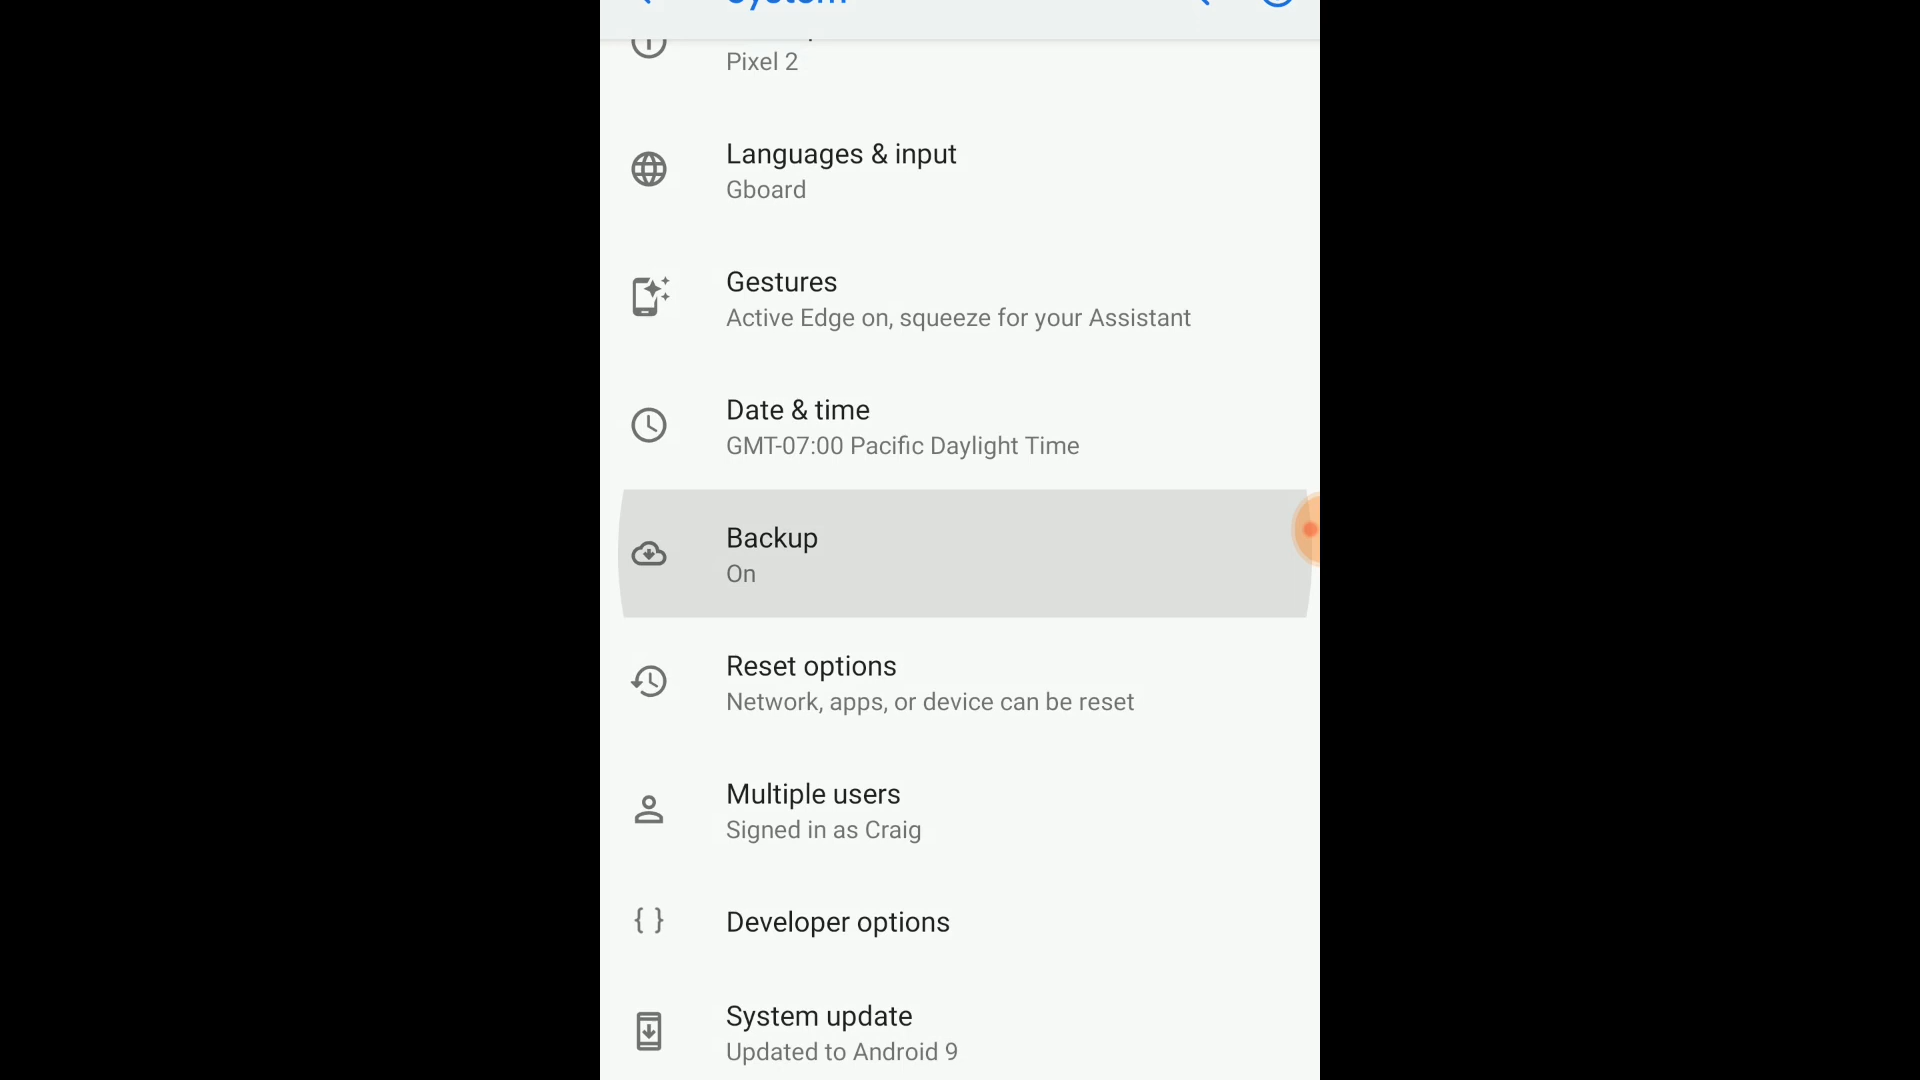 System
Pixel 2
Languages & input
Gboard
Gestures
Active Edge on, squeeze for your Assistant
Date & time
GMT-07:00 Pacific Daylight Time
Backup
On
Reset options
Network, apps, or device can be reset
Multiple users
Signed in as Craig
{ } Developer options
System update
Updated to Android 9